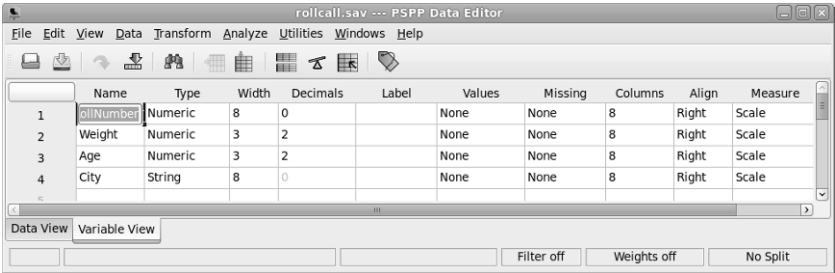 rollcall.sav --- PSPP Data Editor
File Edit View Data Transform Analyze Utilities Windows Help
Name Type Width Decimals Label Values Missing Columns Align Measure
1 ollNumber Numeric 8 0 None None 8 Right Scale
2 Weight Numeric 3 2 None None 8 Right Scale
3 Age Numeric 3 2 None None 8 Right Scale
4 City String 8 0 None None 8 Right Scale
5
Data View Variable View
Filter off Weights off No Split